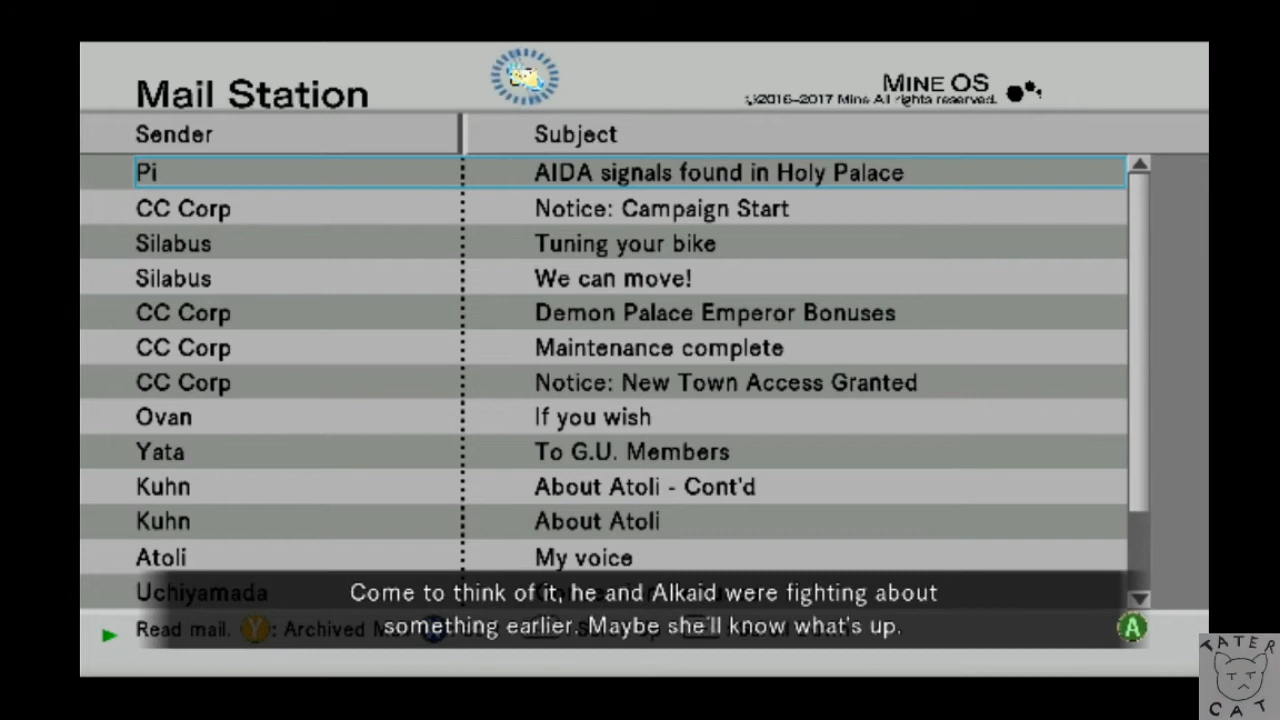 Mail Station
MINE OS
©2016-2017 Mine All rights reserved.
Sender Subject
Pi AIDA signals found in Holy Palace
CC Corp Notice: Campaign Start
Silabus Tuning your bike
Silabus We can move!
CC Corp Demon Palace Emperor Bonuses
CC Corp Maintenance complete
CC Corp Notice: New Town Access Granted
Ovan If you wish
Yata To G.U. Members
Kuhn About Atoli - Cont'd
Kuhn About Atoli
Atoli My voice
Uchiyamada
Come to think of it, he and Alkaid were fighting about
something earlier. Maybe she'll know what's up.
Read mail. Y: Archived
A
TATER
CAT